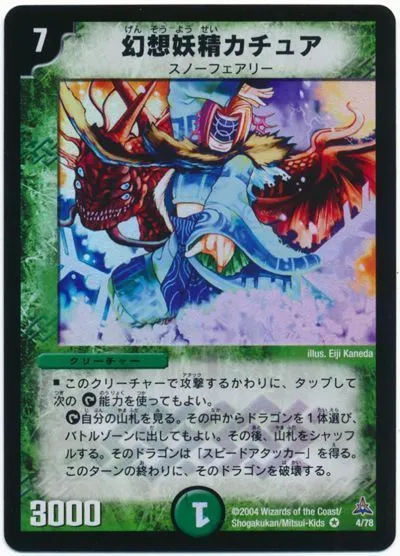 7
幻想妖精カチュア
げんそうようせい
スノーフェアリー
illus. Eiji Kaneda
クリーチャー
■ このクリーチャーで攻撃するかわりに、タップして
次の 能力を使ってもよい。
自分の山札を見る。その中からドラゴンを1体選び、
バトルゾーンに出してもよい。その後、山札をシャッフ
ルする。そのドラゴンは「スピードアタッカー」を得る。
このターンの終わりに、そのドラゴンを破壊する。
3000
1
©2004 Wizards of the Coast/
Shogakukan/Mitsui-Kids 4/78